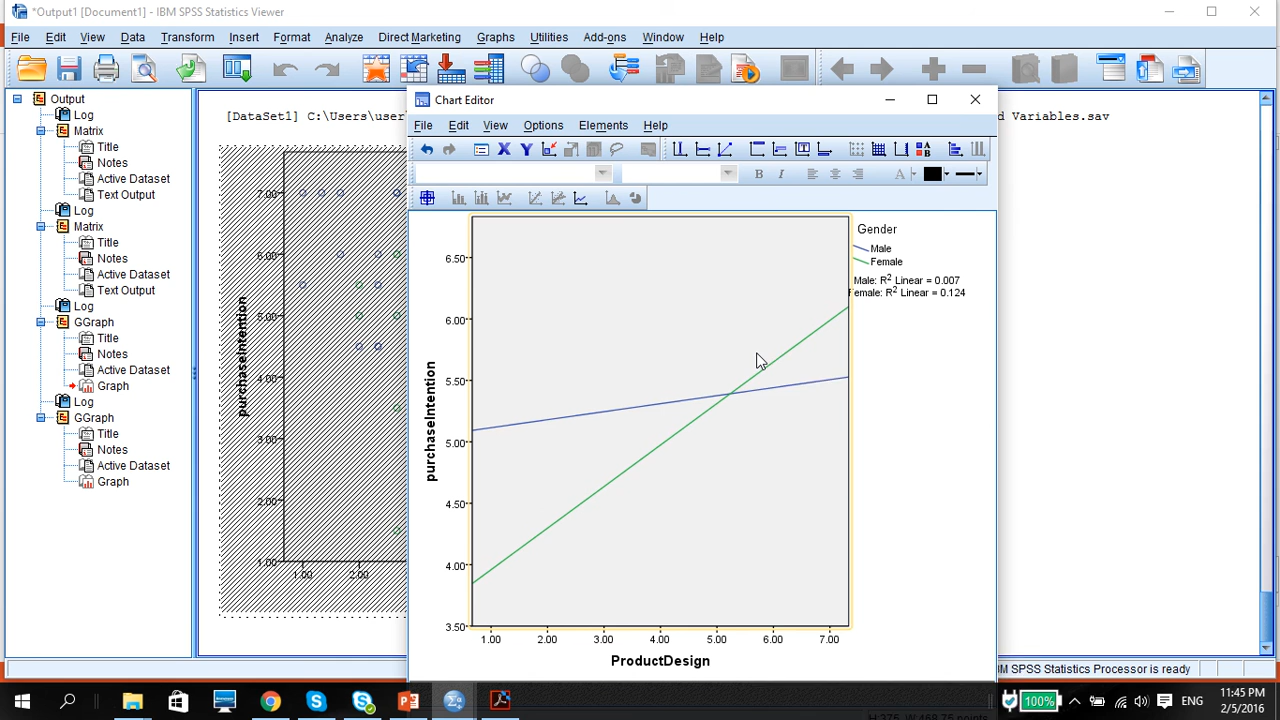 *Output1 [Document1] - IBM SPSS Statistics Viewer
File Edit View Data Transform Insert Format Analyze Direct Marketing Graphs Utilities Add-ons Window Help
Output
Log
Matrix
Title
Notes
Active Dataset
Text Output
Log
Matrix
Title
Notes
Active Dataset
Text Output
Log
GGraph
Title
Notes
Active Dataset
Graph
Log
GGraph
Title
Notes
Active Dataset
Graph
[DataSet1] C:\Users\user
d Variables.sav
7.00
6.00
5.00
4.00
3.00
2.00
1.00
purchaseIntention
1.00 2.00
Chart Editor
File Edit View Options Elements Help
X Y
B I
A
6.50
6.00
5.50
5.00
4.50
4.00
3.50
purchaseIntention
1.00 2.00 3.00 4.00 5.00 6.00 7.00
ProductDesign
Gender
Male
Female
Male: R2 Linear = 0.007
Female: R2 Linear = 0.124
M SPSS Statistics Processor is ready
100%
ENG
11:45 PM
2/5/2016